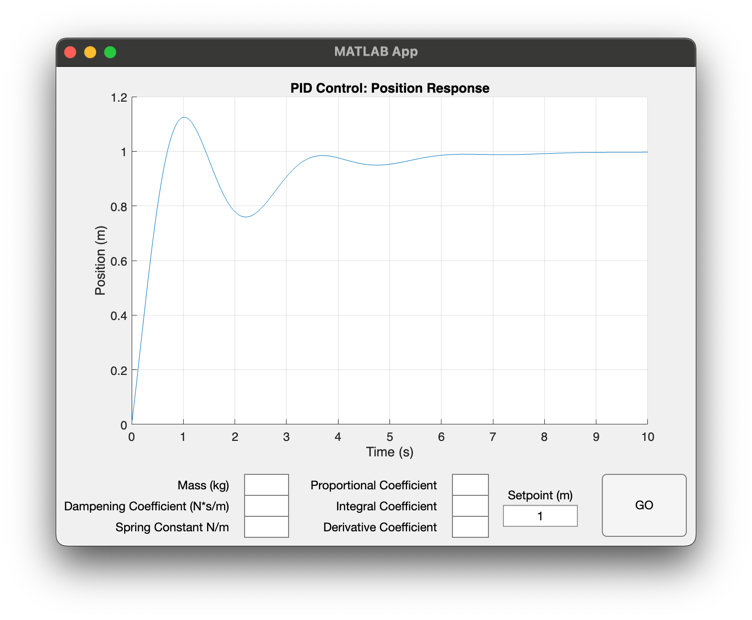 MATLAB App
PID Control: Position Response
1.2
1
0.8
0.6
0.4
0.2
0
Position (m)
0 1 2 3 4 5 6 7 8 9 10
Time (s)
Mass (kg)
Dampening Coefficient (N*s/m)
Spring Constant N/m
Proportional Coefficient
Integral Coefficient
Derivative Coefficient
Setpoint (m)
1
GO